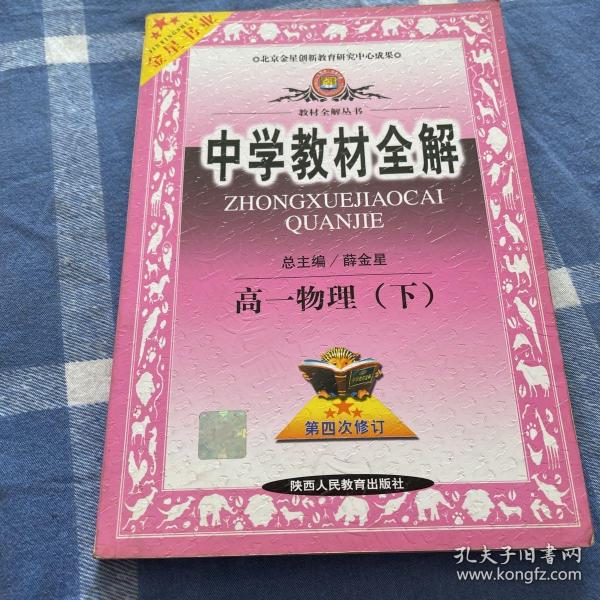 JINXINGSHUYE
金星书业
北京金星创新教育研究中心成果
教材全解丛书
中学教材全解
ZHONGXUEJIAOCAI
QUANJIE
总主编/薛金星
高一物理(下)
第四次修订
陕西人民教育出版社
孔夫子旧书网
www.kongfz.com